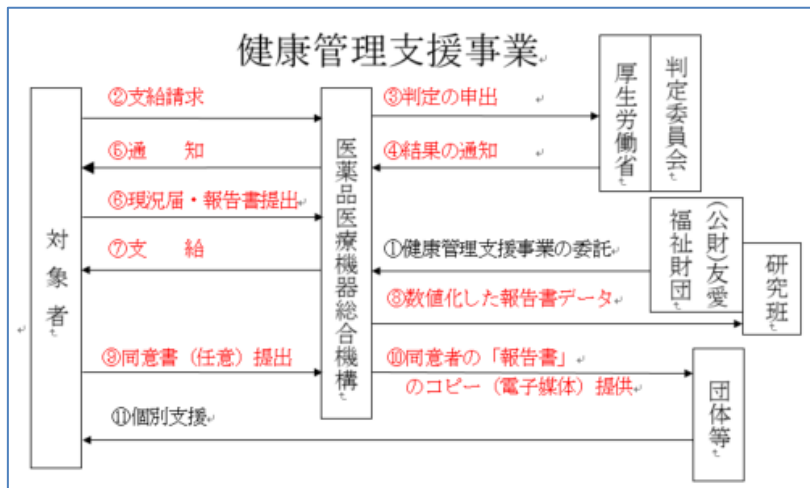 健康管理支援事業
②支給請求
③判定の申出
⑤通　知
④結果の通知
⑥現況届・報告書提出
⑦支　給
①健康管理支援事業の委託
⑧数値化した報告書データ
⑨同意書（任意）提出
⑩同意者の「報告書」
のコピー（電子媒体）提供
⑪個別支援
対象者
医薬品医療機器総合機構
厚生労働省
判定委員会
(公財)友愛
福祉財団
研究班
団体等